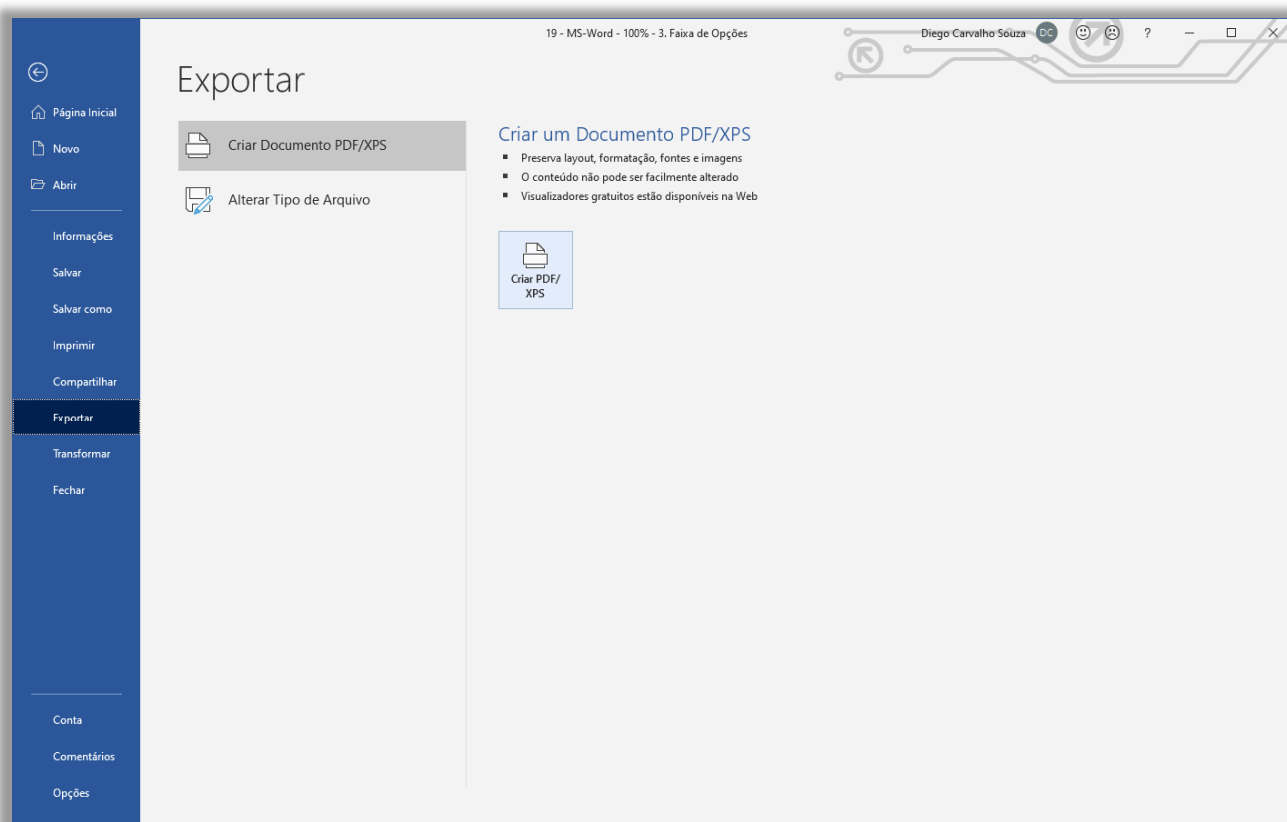 19 - MS-Word - 100% - 3. Faixa de Opções
Diego Carvalho Souza
DC
?
Exportar
Página Inicial
Novo
Abrir
Informações
Salvar
Salvar como
Imprimir
Compartilhar
Exportar
Transformar
Fechar
Conta
Comentários
Opções
Criar Documento PDF/XPS
Alterar Tipo de Arquivo
Criar um Documento PDF/XPS
Preserva layout, formatação, fontes e imagens
O conteúdo não pode ser facilmente alterado
Visualizadores gratuitos estão disponíveis na Web
Criar PDF/
XPS